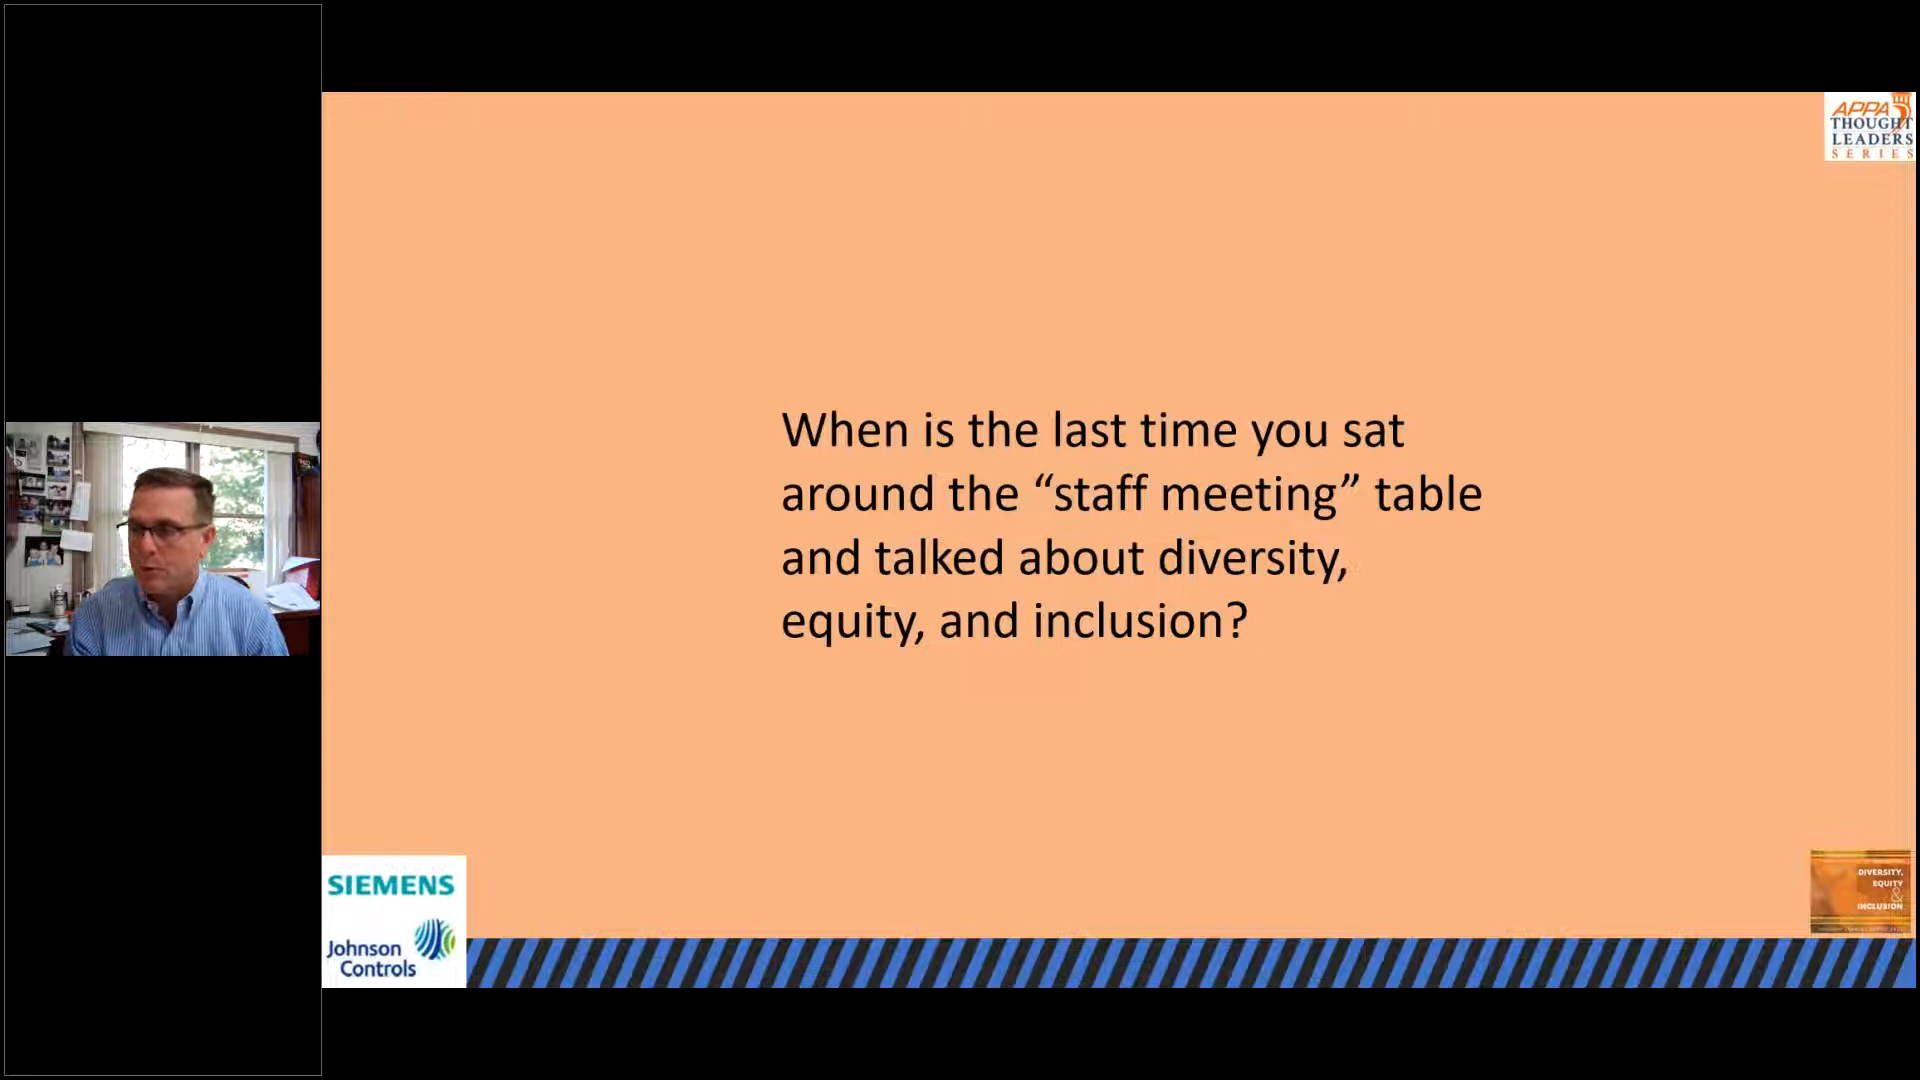 APPA
THOUGHT
LEADERS
SERIES
When is the last time you sat
around the “staff meeting” table
and talked about diversity,
equity, and inclusion?
SIEMENS
Johnson
Controls
DIVERSITY,
EQUITY
&
INCLUSION